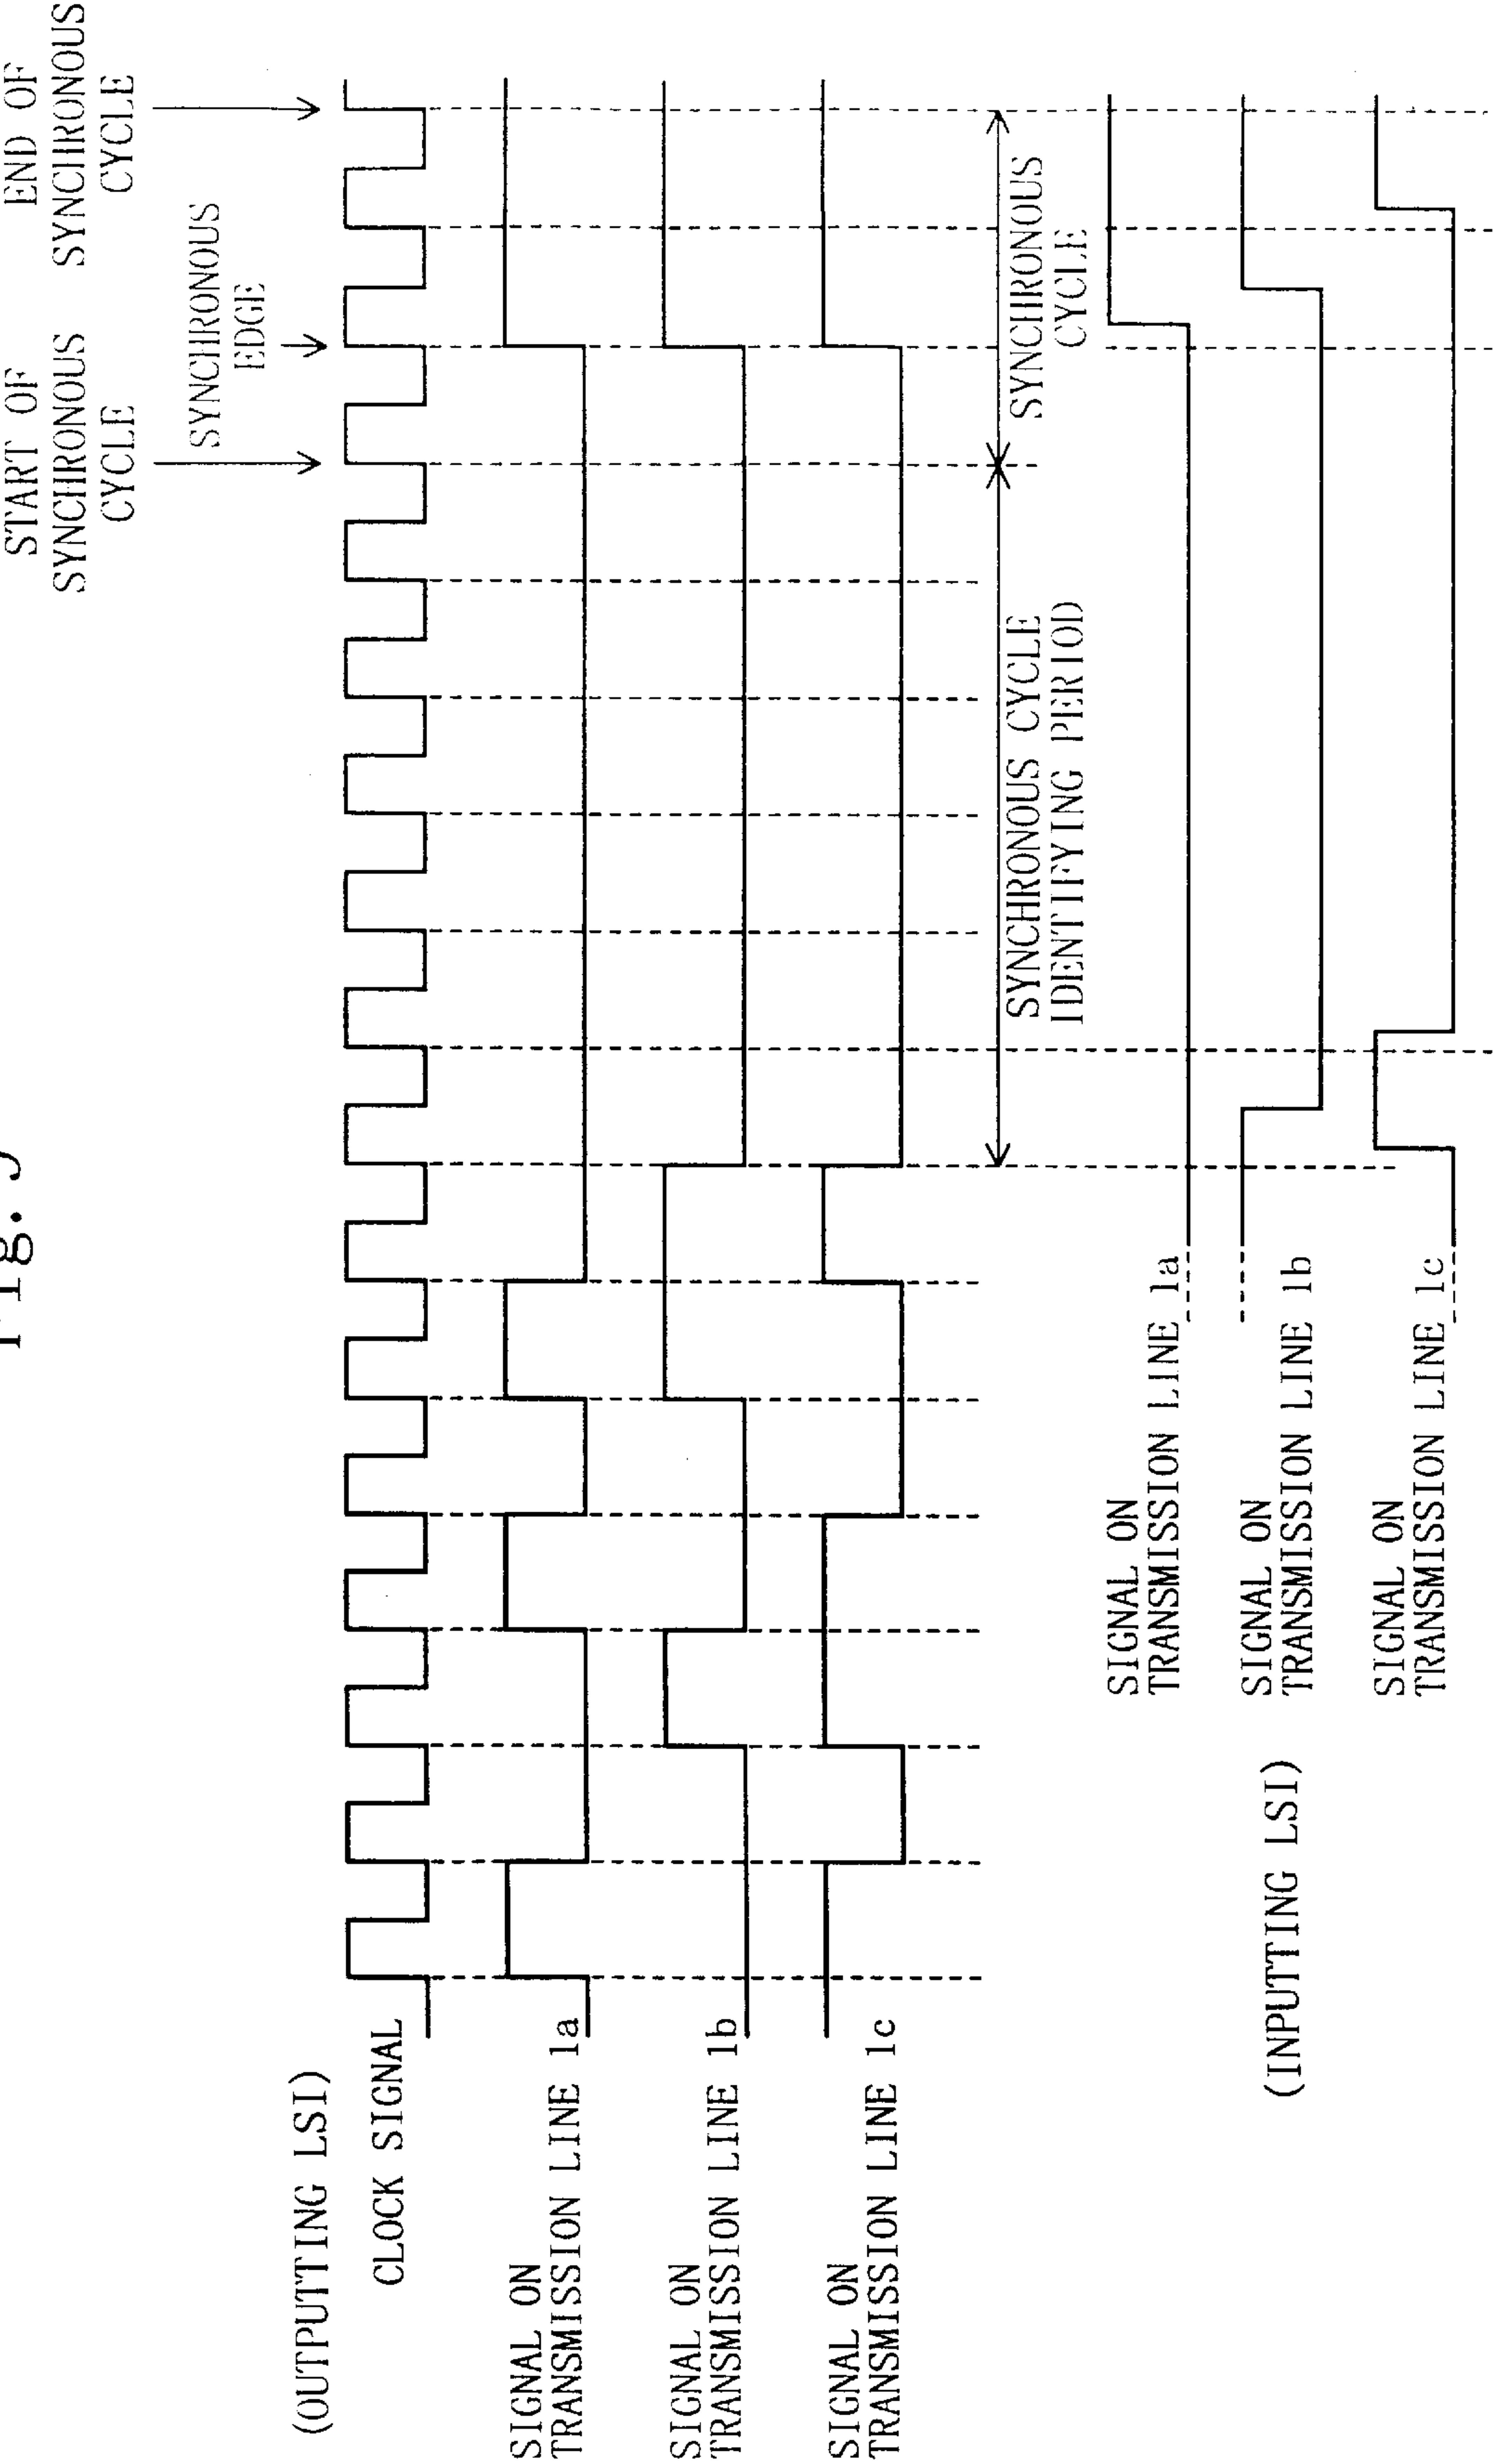 START OF
SYNCHRONOUS
CYCLE
END OF
SYNCHRONOUS
CYCLE
SYNCHRONOUS
EDGE
(OUTPUTTING LSI)
CLOCK SIGNAL
SIGNAL ON
TRANSMISSION LINE 1a
SIGNAL ON
TRANSMISSION LINE 1b
SIGNAL ON
TRANSMISSION LINE 1c
SYNCHRONOUS CYCLE
IDENTIFYING PERIOD
SYNCHRONOUS
CYCLE
(INPUTTING LSI)
SIGNAL ON
TRANSMISSION LINE 1a
SIGNAL ON
TRANSMISSION LINE 1b
SIGNAL ON
TRANSMISSION LINE 1c